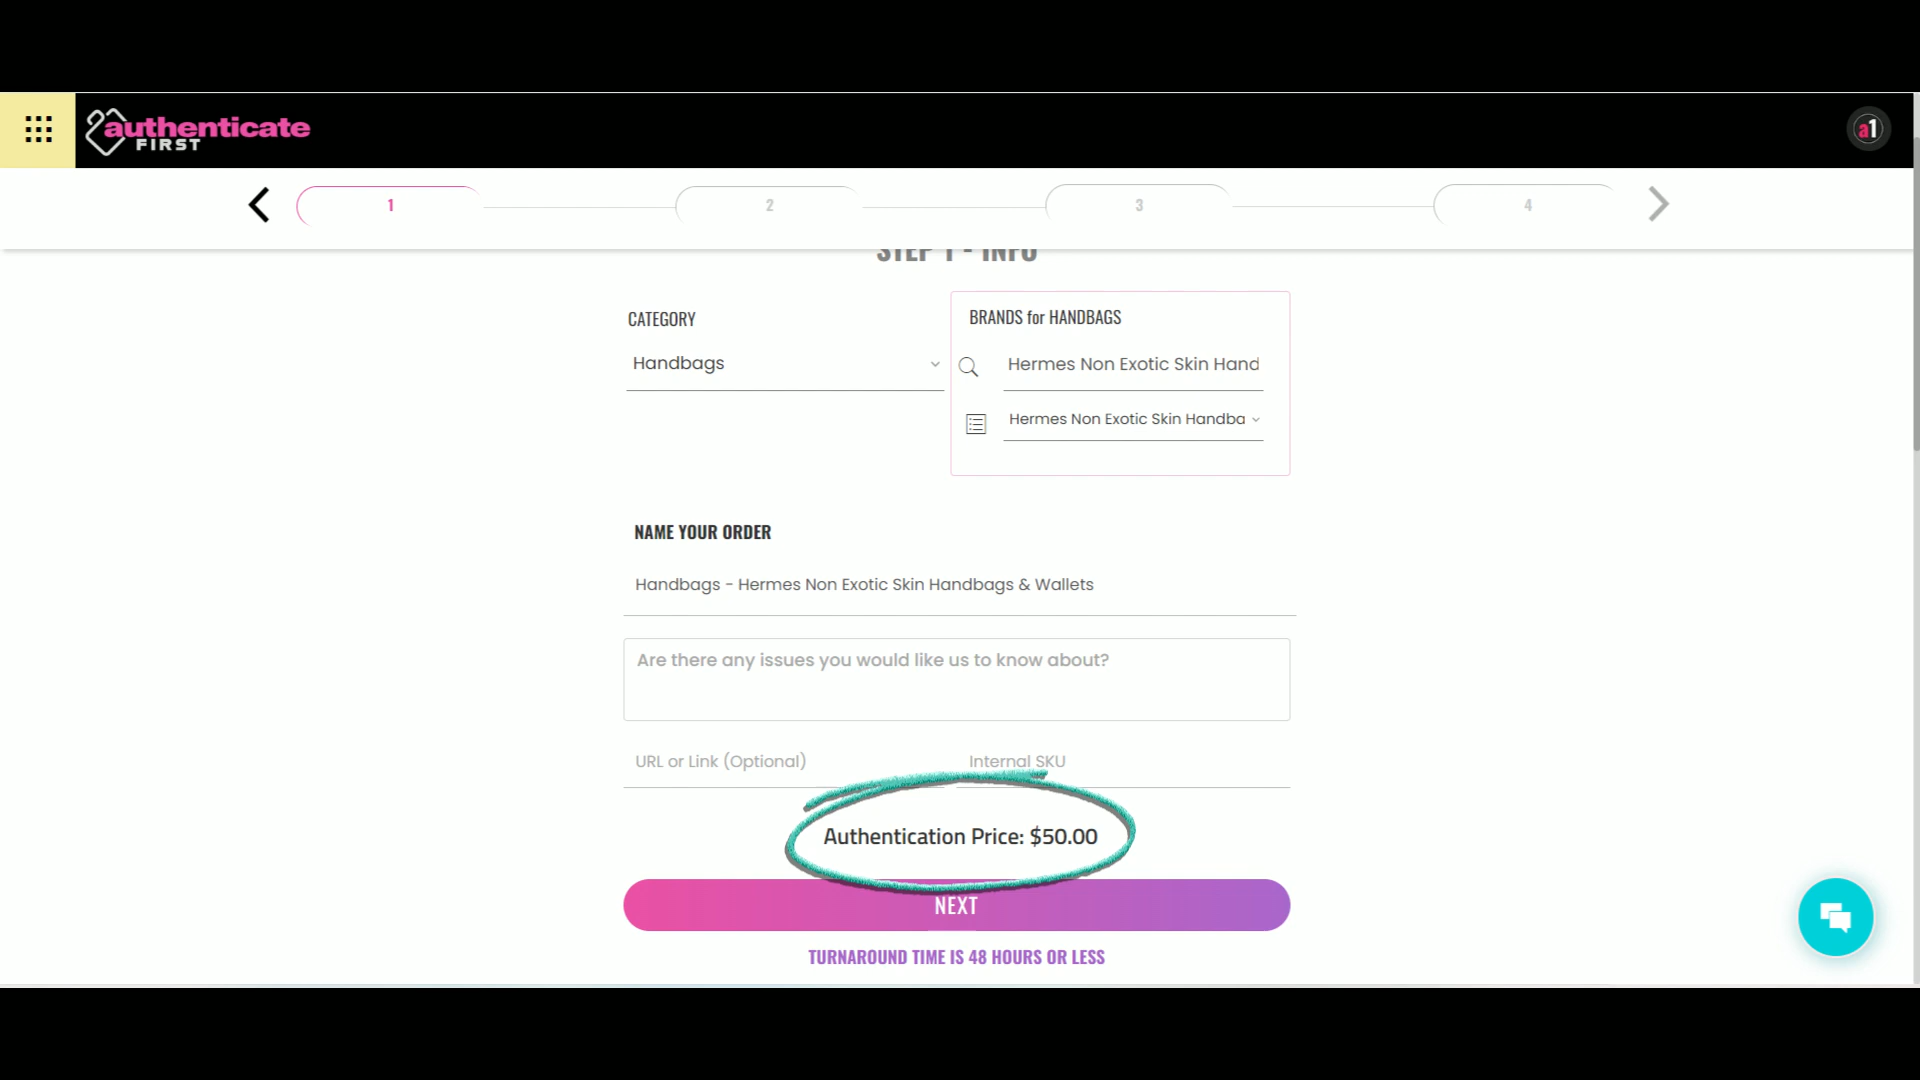 authenticate
FIRST
a1
1
2
3
4
STEP 1 - INFO
CATEGORY
Handbags
BRANDS for HANDBAGS
Hermes Non Exotic Skin Hand
Hermes Non Exotic Skin Handba
NAME YOUR ORDER
Handbags - Hermes Non Exotic Skin Handbags & Wallets
Are there any issues you would like us to know about?
URL or Link (Optional)
Internal SKU
Authentication Price: $50.00
NEXT
TURNAROUND TIME IS 48 HOURS OR LESS